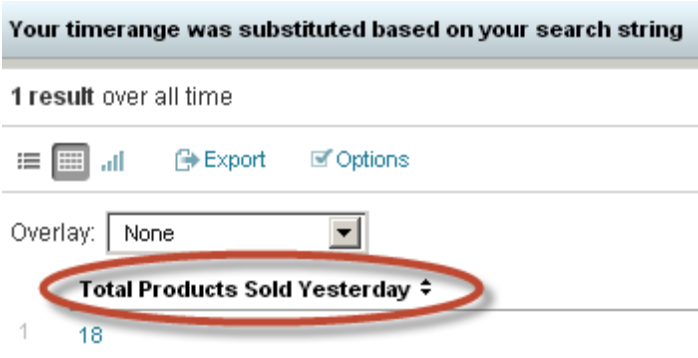 Your timerange was substituted based on your search string
1 result over all time
Export Options
Overlay: None
Total Products Sold Yesterday
1 18